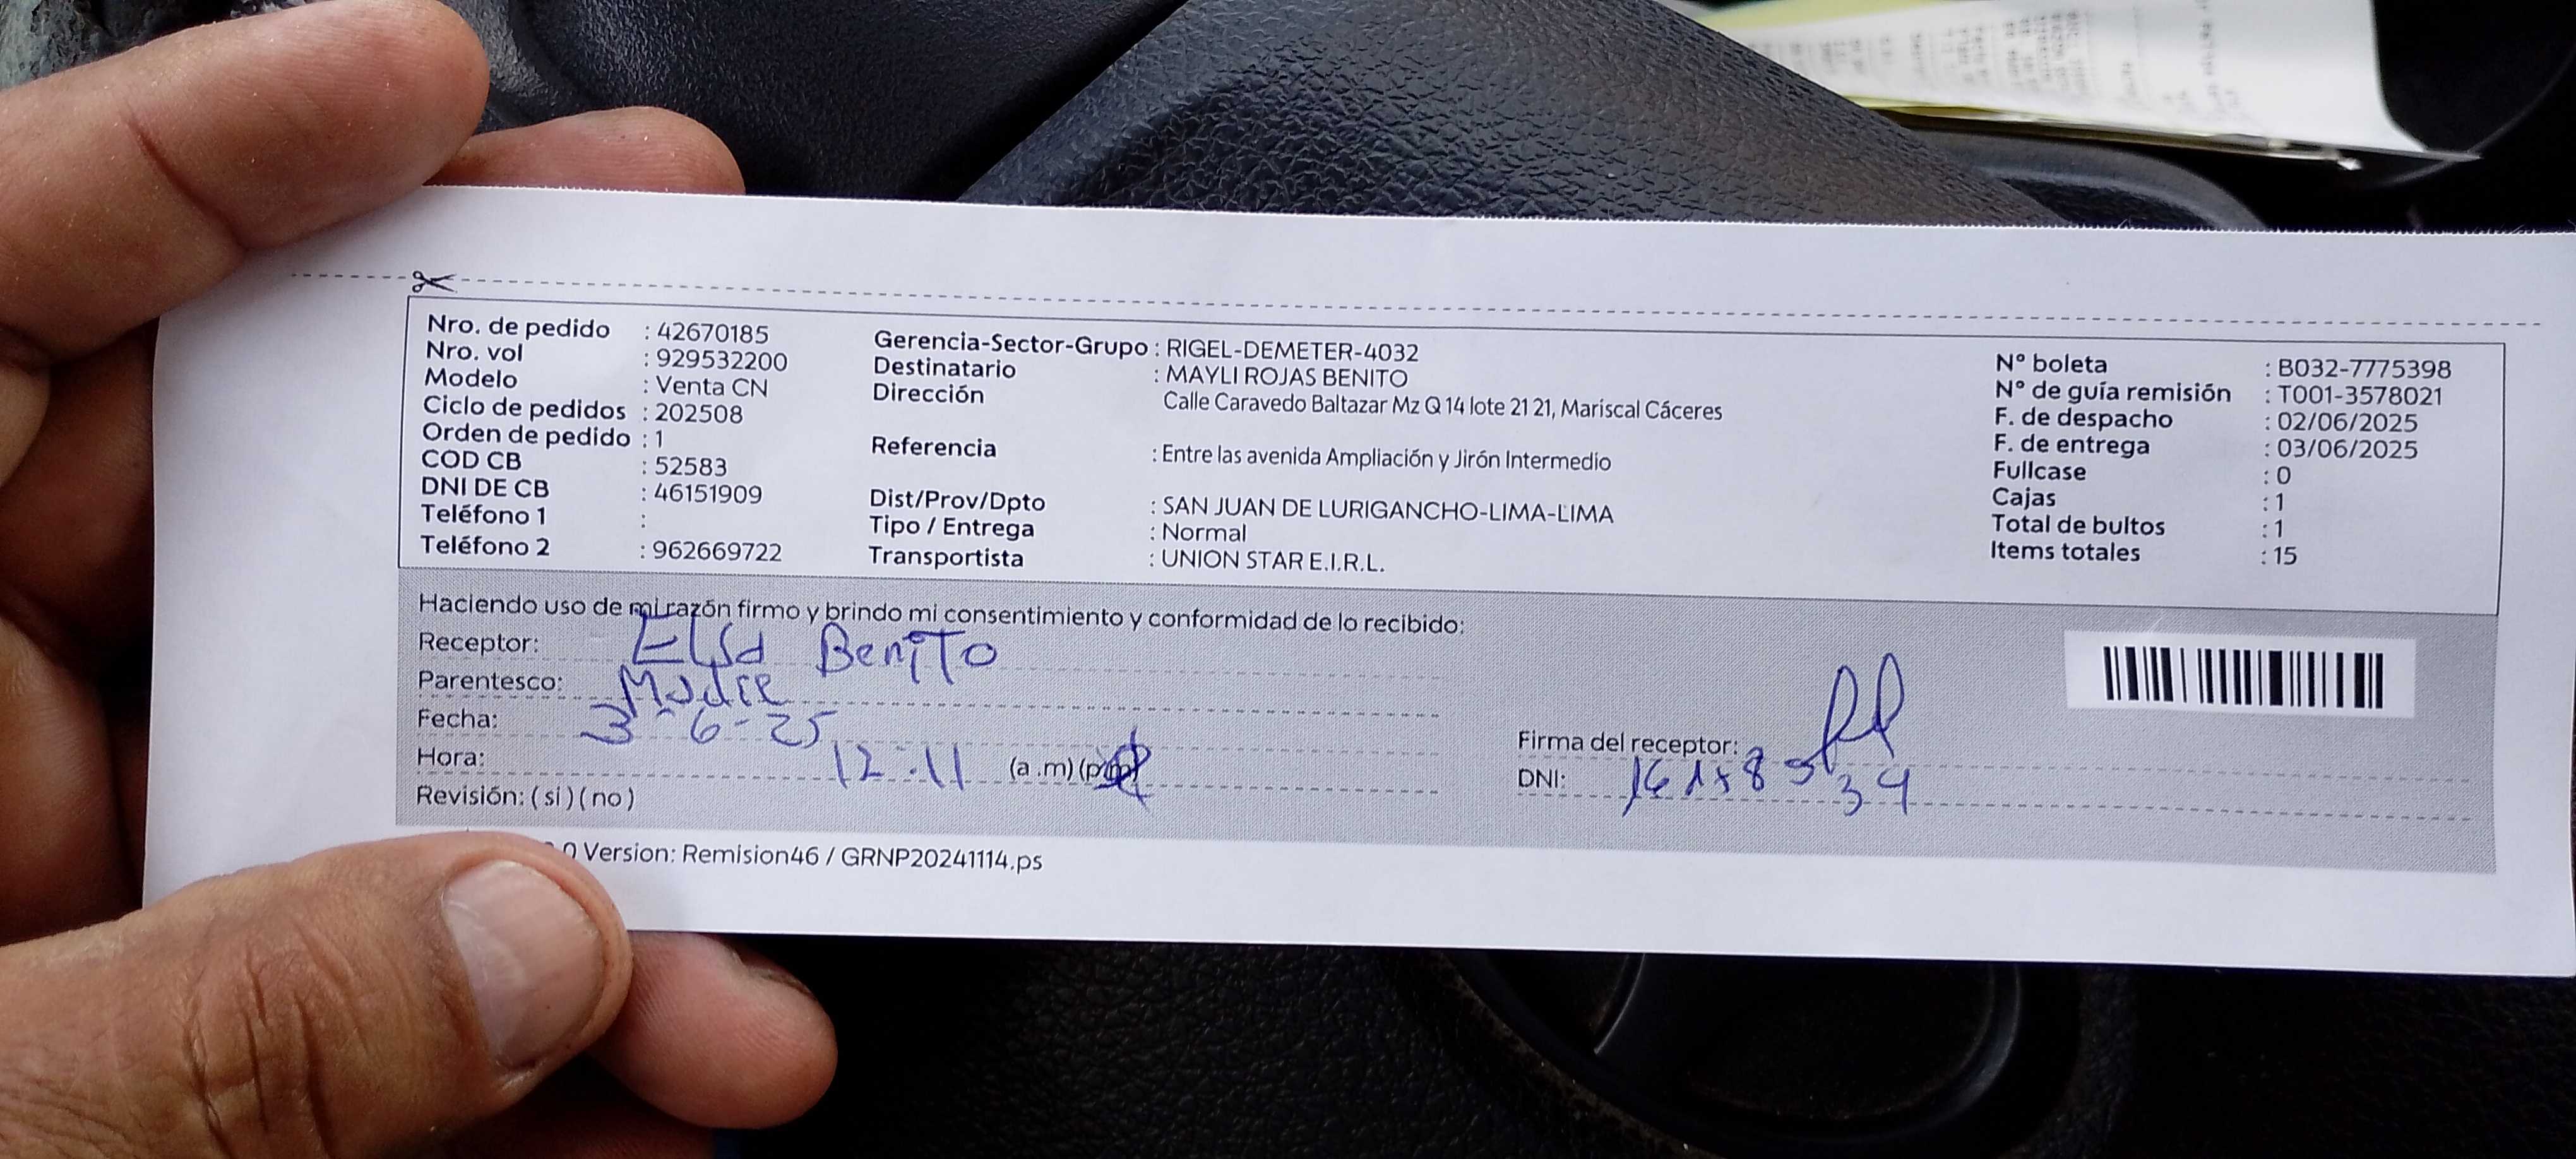 Nro. de pedido : 42670185
Nro. vol : 929532200
Modelo : Venta CN
Ciclo de pedidos : 202508
Orden de pedido : 1
COD CB : 52583
DNI DE CB : 46151909
Teléfono 1 :
Teléfono 2 : 962669722
Gerencia-Sector-Grupo : RIGEL-DEMETER-4032
Destinatario : MAYLI ROJAS BENITO
Dirección Calle Caravedo Baltazar Mz Q 14 lote 21 21, Mariscal Cáceres
Referencia : Entre las avenida Ampliación y Jirón Intermedio
Dist/Prov/Dpto : SAN JUAN DE LURIGANCHO-LIMA-LIMA
Tipo / Entrega : Normal
Transportista : UNION STAR E.I.R.L.
N° boleta : B032-7775398
N° de guía remisión : T001-3578021
F. de despacho : 02/06/2025
F. de entrega : 03/06/2025
Fullcase : 0
Cajas : 1
Total de bultos : 1
Items totales : 15
Haciendo uso de mi razón firmo y brindo mi consentimiento y conformidad de lo recibido:
Receptor: Elsa Benito
Parentesco: Madre
Fecha: 3-6-25
Hora: 12:11 (a .m) (p.m)
Revisión: ( si ) ( no )
Firma del receptor:
DNI:
0 Version: Remision46 / GRNP20241114.ps